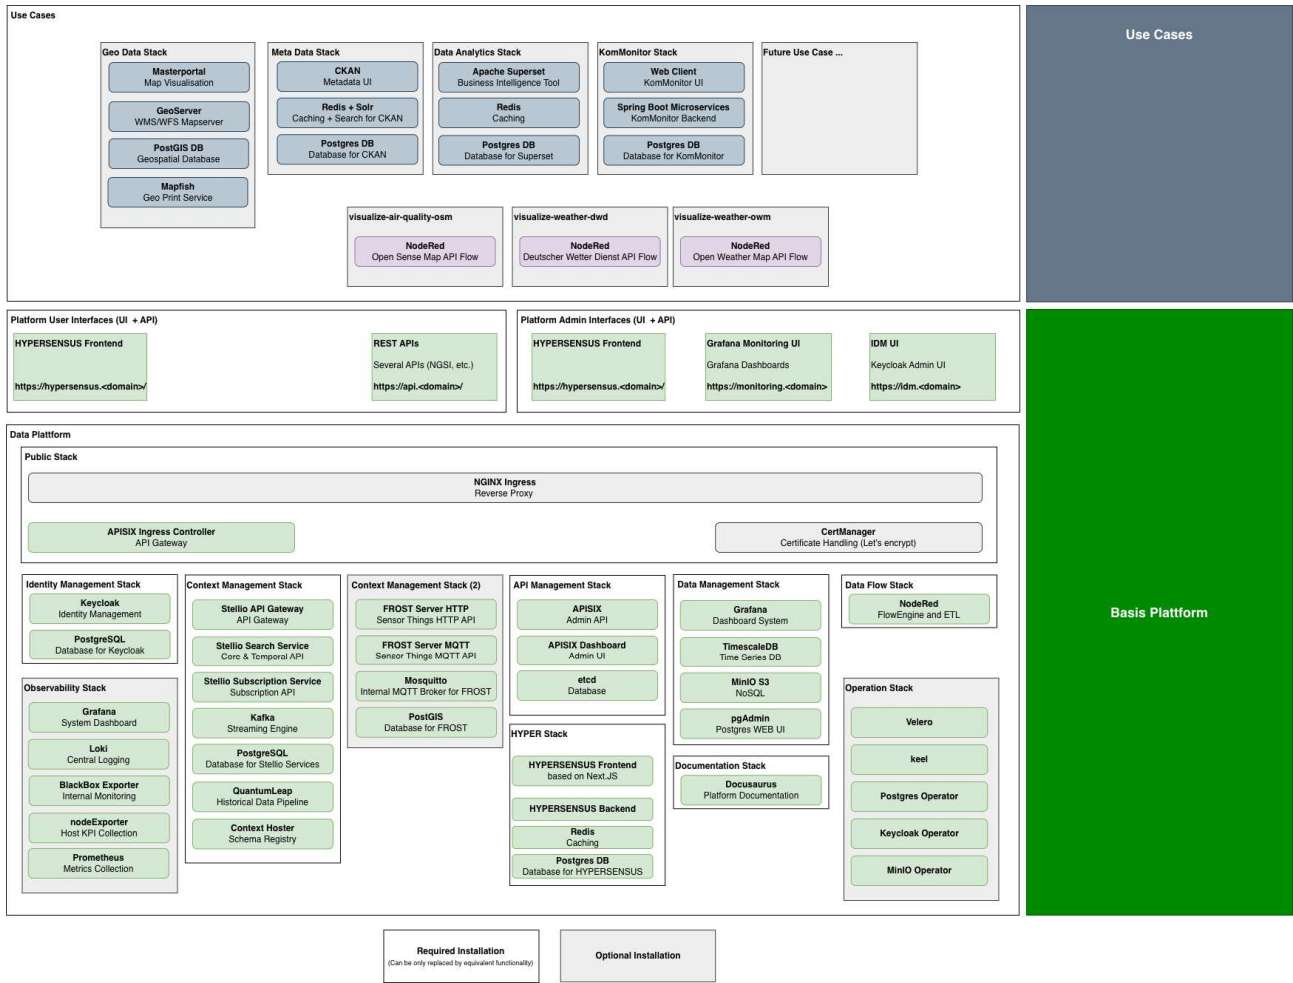 Use Cases
Use Cases
Geo Data Stack
Masterportal
Map Visualisation
GeoServer
WMS/WFS Mapserver
PostGIS DB
Geospatial Database
Mapfish
Geo Print Service
Meta Data Stack
CKAN
Metadata UI
Redis + Solr
Caching + Search for CKAN
Postgres DB
Database for CKAN
Data Analytics Stack
Apache Superset
Business Intelligence Tool
Redis
Caching
Postgres DB
Database for Superset
KomMonitor Stack
Web Client
KomMonitor UI
Spring Boot Microservices
KomMonitor Backend
Postgres DB
Database for KomMonitor
Future Use Case ...
visualize-air-quality-osm
NodeRed
Open Sense Map API Flow
visualize-weather-dwd
NodeRed
Deutscher Wetter Dienst API Flow
visualize-weather-owm
NodeRed
Open Weather Map API Flow
Platform User Interfaces (UI + API)
HYPERSENSUS Frontend
https://hypersensus.<domain>/
REST APIs
Several APIs (NGSI, etc.)
https://api.<domain>/
Platform Admin Interfaces (UI + API)
HYPERSENSUS Frontend
https://hypersensus.<domain>/
Grafana Monitoring UI
Grafana Dashboards
https://monitoring.<domain>
IDM UI
Keycloak Admin UI
https://idm.<domain>
Basis Plattform
Data Plattform
Public Stack
NGINX Ingress
Reverse Proxy
APISIX Ingress Controller
API Gateway
CertManager
Certificate Handling (Let's encrypt)
Identity Management Stack
Keycloak
Identity Management
PostgreSQL
Database for Keycloak
Observability Stack
Grafana
System Dashboard
Loki
Central Logging
BlackBox Exporter
Internal Monitoring
nodeExporter
Host KPI Collection
Prometheus
Metrics Collection
Context Management Stack
Stellio API Gateway
API Gateway
Stellio Search Service
Core & Temporal API
Stellio Subscription Service
Subscription API
Kafka
Streaming Engine
PostgreSQL
Database for Stellio Services
QuantumLeap
Historical Data Pipeline
Context Hoster
Schema Registry
Context Management Stack (2)
FROST Server HTTP
Sensor Things HTTP API
FROST Server MQTT
Sensor Things MQTT API
Mosquitto
Internal MQTT Broker for FROST
PostGIS
Database for FROST
API Management Stack
APISIX
Admin API
APISIX Dashboard
Admin UI
etcd
Database
HYPER Stack
HYPERSENSUS Frontend
based on Next.JS
HYPERSENSUS Backend
Redis
Caching
Postgres DB
Database for HYPERSENSUS
Data Management Stack
Grafana
Dashboard System
TimescaleDB
Time Series DB
MinIO S3
NoSQL
pgAdmin
Postgres WEB UI
Documentation Stack
Docusaurus
Platform Documentation
Data Flow Stack
NodeRed
FlowEngine and ETL
Operation Stack
Velero
keel
Postgres Operator
Keycloak Operator
MinIO Operator
Required Installation
(Can be only replaced by equivalent functionality)
Optional Installation